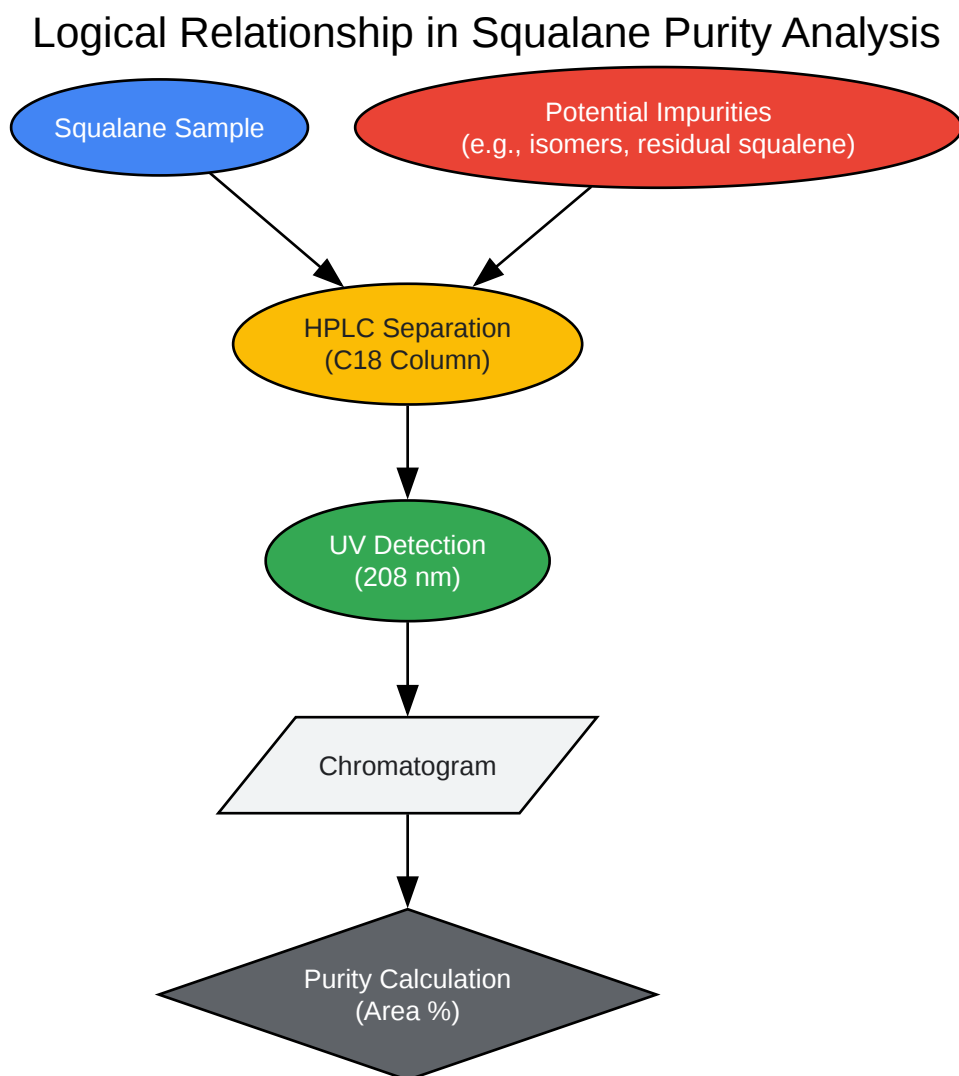 Logical Relationship in Squalane Purity Analysis
Squalane Sample
Potential Impurities
(e.g., isomers, residual squalene)
HPLC Separation
(C18 Column)
UV Detection
(208 nm)
Chromatogram
Purity Calculation
(Area %)